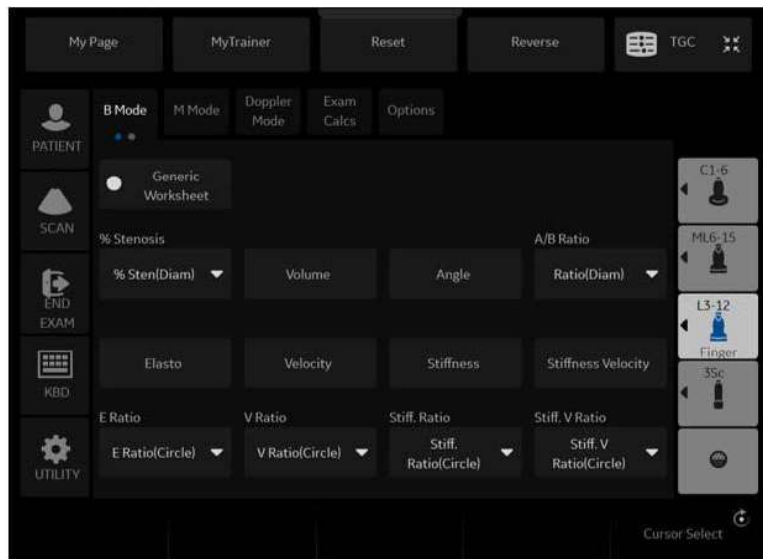 My Page
MyTrainer
Reset
Reverse
TGC
PATIENT
SCAN
END
EXAM
KBD
UTILITY
B Mode
M Mode
Doppler
Mode
Exam
Calcs
Options
Generic
Worksheet
% Stenosis
A/B Ratio
% Sten(Diam)
Volume
Angle
Ratio(Diam)
Elasto
Velocity
Stiffness
Stiffness Velocity
E Ratio
V Ratio
Stiff. Ratio
Stiff. V Ratio
E Ratio(Circle)
V Ratio(Circle)
Stiff.
Ratio(Circle)
Stiff. V
Ratio(Circle)
C1-6
ML6-15
L3-12
Finger
3Sc
Cursor Select